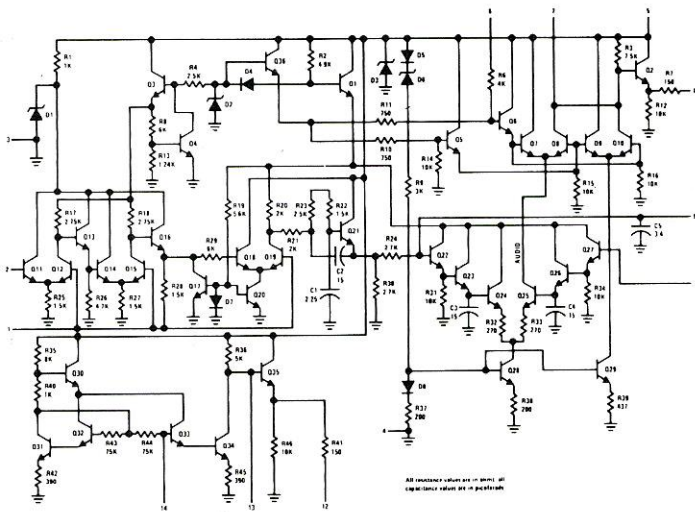 6
7
5
R1
1K
R4
7.5K
Q36
R2
4.9K
D5
D6
R3
7.5K
Q2
Q3
D4
Q1
D3
R6
4K
R7
150
D1
D2
R12
10K
3
R8
6K
Q4
R11
750
Q6
Q7
Q8
Q9
Q10
R13
1.24K
R10
750
R14
10K
Q5
R15
10K
R16
10K
R9
3K
R17
2.75K
Q13
R18
2.75K
Q16
R19
5.6K
R20
2K
R23
2.5K
R22
1.5K
Q21
R29
6K
R21
2K
R24
2.7K
C5
3.4
2
Q11
Q12
Q14
Q15
Q18
Q19
C2
15
Q22
Q23
AUDIO
Q26
Q27
R25
1.5K
R26
4.7K
R27
1.5K
R28
1.5K
Q17
D7
Q20
C1
2.25
R30
2.7K
R31
10K
C3
15
Q24
Q25
C4
15
R34
10K
R32
270
R33
270
1
R35
8K
Q30
R36
5K
Q35
R40
1K
D8
Q28
Q29
Q31
Q32
R43
75K
R44
75K
Q33
Q34
4
R37
200
R38
200
R39
437
R42
390
R45
390
R46
10K
R41
150
14
13
12
All resistance values are in ohms; all
capacitance values are in picofarads